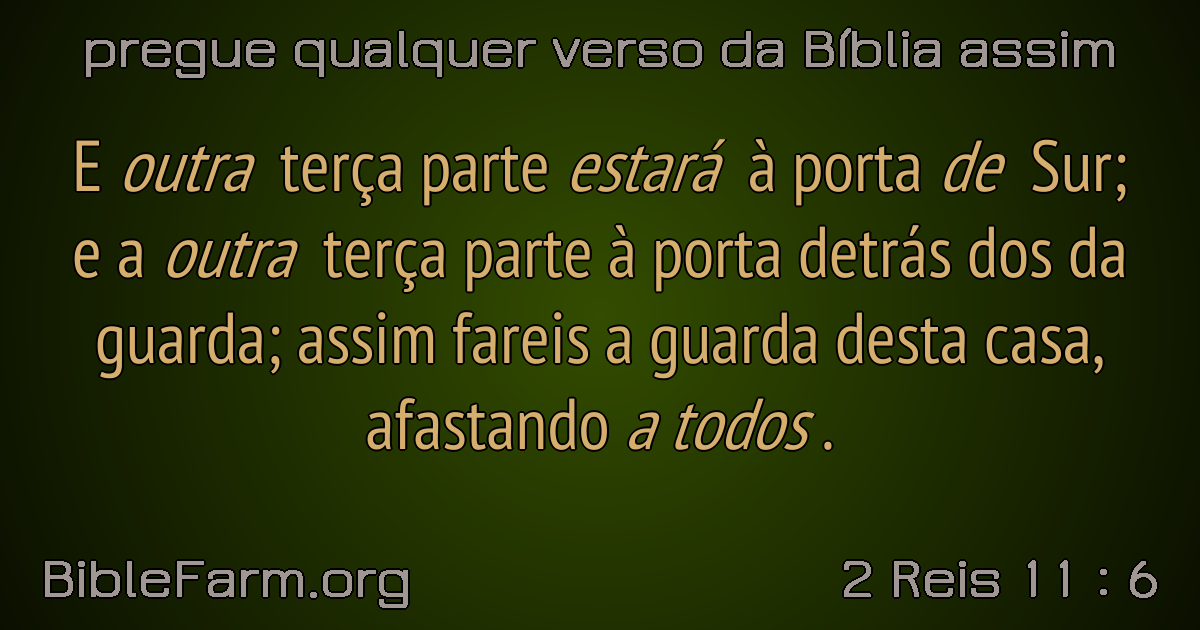 pregue qualquer verso da Bíblia assim
E outra terça parte estará à porta de Sur;
e a outra terça parte à porta detrás dos da
guarda; assim fareis a guarda desta casa,
afastando a todos .
BibleFarm.org
2 Reis 11 : 6